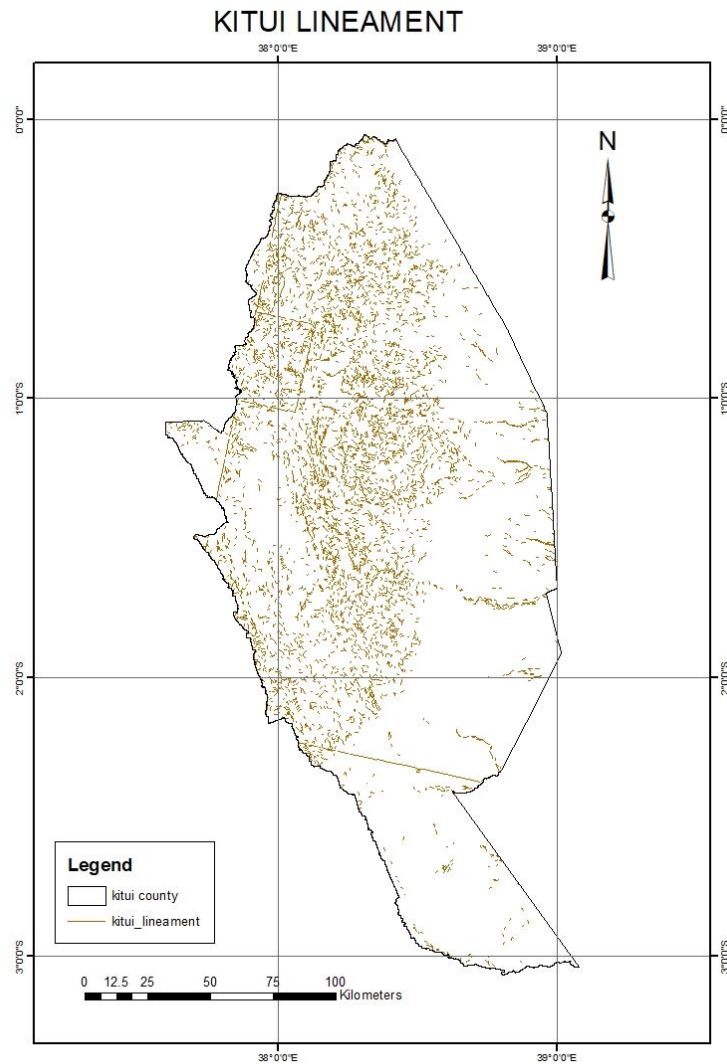 KITUI LINEAMENT
38°0'0"E
39°0'0"E
0°0'0"
0°0'0"
N
1°0'0"S
1°0'0"S
2°0'0"S
2°0'0"S
Legend
kitui county
kitui_lineament
3°0'0"S
3°0'0"S
0 12.5 25 50 75 100
Kilometers
38°0'0"E
39°0'0"E